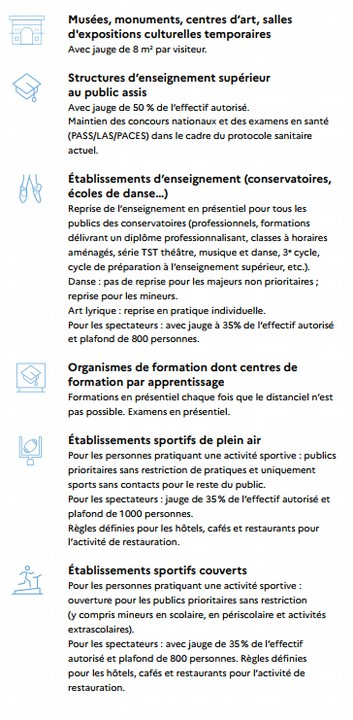 Musées, monuments, centres d'art, salles
d'expositions culturelles temporaires
Avec jauge de 8 m² par visiteur.
Structures d'enseignement supérieur
au public assis
Avec jauge de 50 % de l'effectif autorisé.
Maintien des concours nationaux et des examens en santé
(PASS/LAS/PACES) dans le cadre du protocole sanitaire
actuel.
Établissements d'enseignement (conservatoires,
écoles de danse...)
Reprise de l'enseignement en présentiel pour tous les
publics des conservatoires (professionnels, formations
délivrant un diplôme professionnalisant, classes à horaires
aménagés, série TST théâtre, musique et danse, 3ᵉ cycle,
cycle de préparation à l'enseignement supérieur, etc.).
Danse : pas de reprise pour les majeurs non prioritaires ;
reprise pour les mineurs.
Art lyrique : reprise en pratique individuelle.
Pour les spectateurs : avec jauge à 35% de l'effectif autorisé
et plafond de 800 personnes.
Organismes de formation dont centres de
formation par apprentissage
Formations en présentiel chaque fois que le distanciel n'est
pas possible. Examens en présentiel.
Établissements sportifs de plein air
Pour les personnes pratiquant une activité sportive : publics
prioritaires sans restriction de pratiques et uniquement
sports sans contacts pour le reste du public.
Pour les spectateurs : jauge de 35 % de l'effectif autorisé et
plafond de 1000 personnes.
Règles définies pour les hôtels, cafés et restaurants pour
l'activité de restauration.
Établissements sportifs couverts
Pour les personnes pratiquant une activité sportive :
ouverture pour les publics prioritaires sans restriction
(y compris mineurs en scolaire, en périscolaire et activités
extrascolaires).
Pour les spectateurs : avec jauge de 35 % de l'effectif
autorisé et plafond de 800 personnes. Règles définies
pour les hôtels, cafés et restaurants pour l'activité de
restauration.